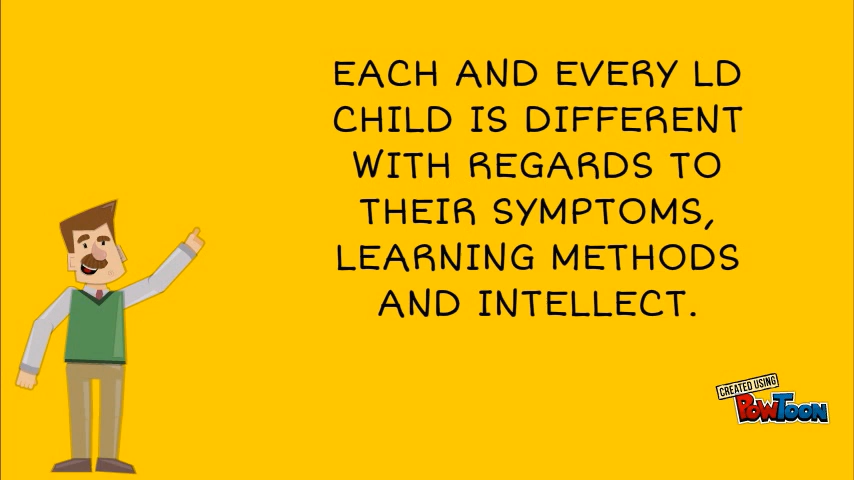 EACH AND EVERY LD
CHILD IS DIFFERENT
WITH REGARDS TO
THEIR SYMPTOMS,
LEARNING METHODS
AND INTELLECT.
CREATED USING
POWTOON